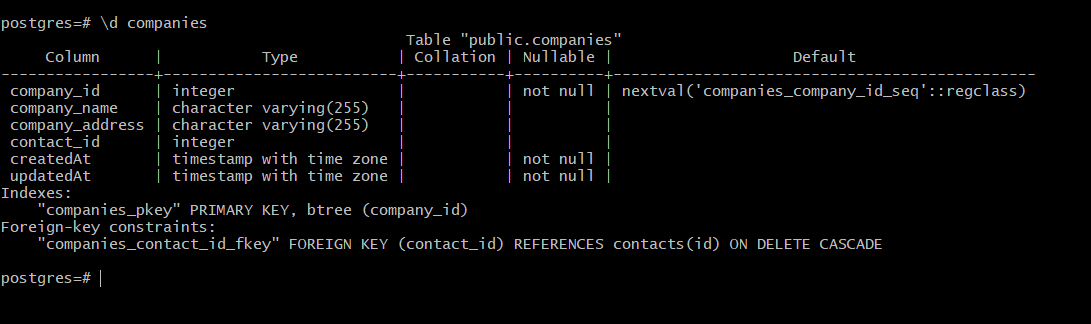 postgres=# \d companies
                                             Table "public.companies"
     Column      |           Type           | Collation | Nullable |                    Default
-----------------+--------------------------+-----------+----------+-----------------------------------------------
 company_id      | integer                  |           | not null | nextval('companies_company_id_seq'::regclass)
 company_name    | character varying(255)   |           |          |
 company_address | character varying(255)   |           |          |
 contact_id      | integer                  |           |          |
 createdAt       | timestamp with time zone |           | not null |
 updatedAt       | timestamp with time zone |           | not null |
Indexes:
    "companies_pkey" PRIMARY KEY, btree (company_id)
Foreign-key constraints:
    "companies_contact_id_fkey" FOREIGN KEY (contact_id) REFERENCES contacts(id) ON DELETE CASCADE
postgres=#